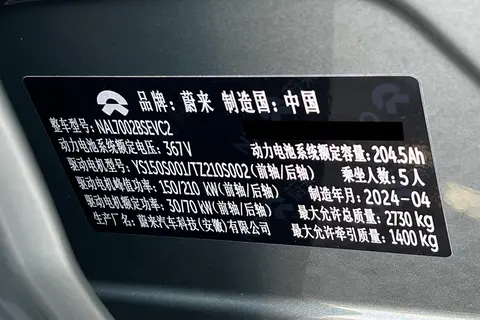 品牌：蔚来 制造国：中国
整车型号：NAL7002BSEVC2
动力电池系统额定电压：367V 动力电池系统额定容量：204.5Ah
驱动电机型号：YS150S001/TZ210S002(前轴/后轴) 乘坐人数：5人
驱动电机峰值功率：150/210 kW(前轴/后轴) 制造年月：2024-04
驱动电机额定功率：30/70 kW(前轴/后轴) 最大允许总质量：2730 kg
生产厂名：蔚来汽车科技(安徽)有限公司 最大允许牵引质量：1400 kg